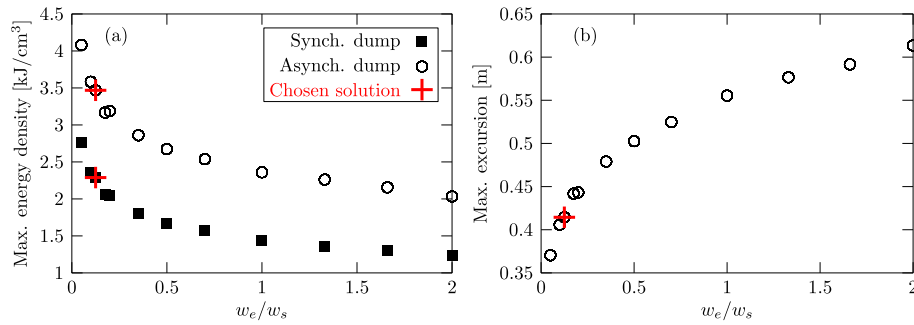 (a)
Synch. dump
Asynch. dump
Chosen solution
Max. energy density [kJ/cm³]
4.5
4
3.5
3
2.5
2
1.5
1
0
0.5
1
1.5
2
w_e/w_s
(b)
Max. excursion [m]
0.65
0.6
0.55
0.5
0.45
0.4
0.35
0
0.5
1
1.5
2
w_e/w_s